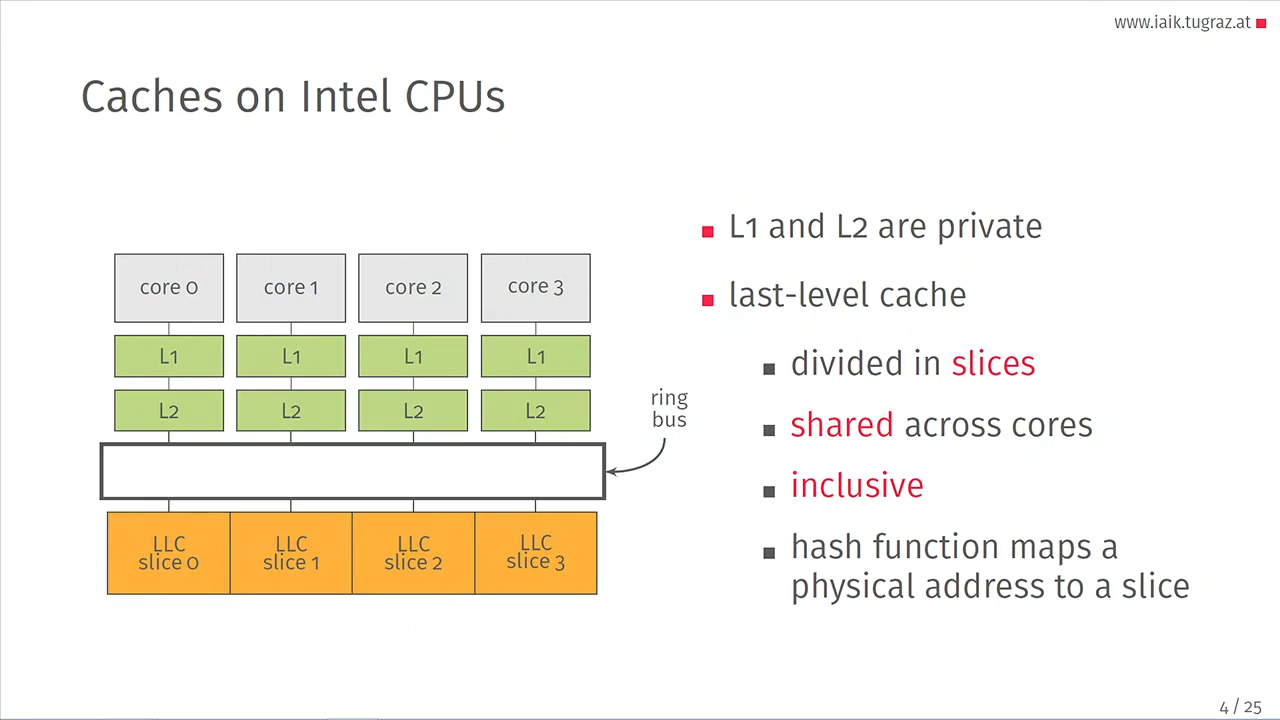 www.iaik.tugraz.at
Caches on Intel CPUs
core 0
core 1
core 2
core 3
L1
L1
L1
L1
L2
L2
L2
L2
ring
bus
LLC
slice 0
LLC
slice 1
LLC
slice 2
LLC
slice 3
L1 and L2 are private
last-level cache
divided in slices
shared across cores
inclusive
hash function maps a
physical address to a slice
4 / 25